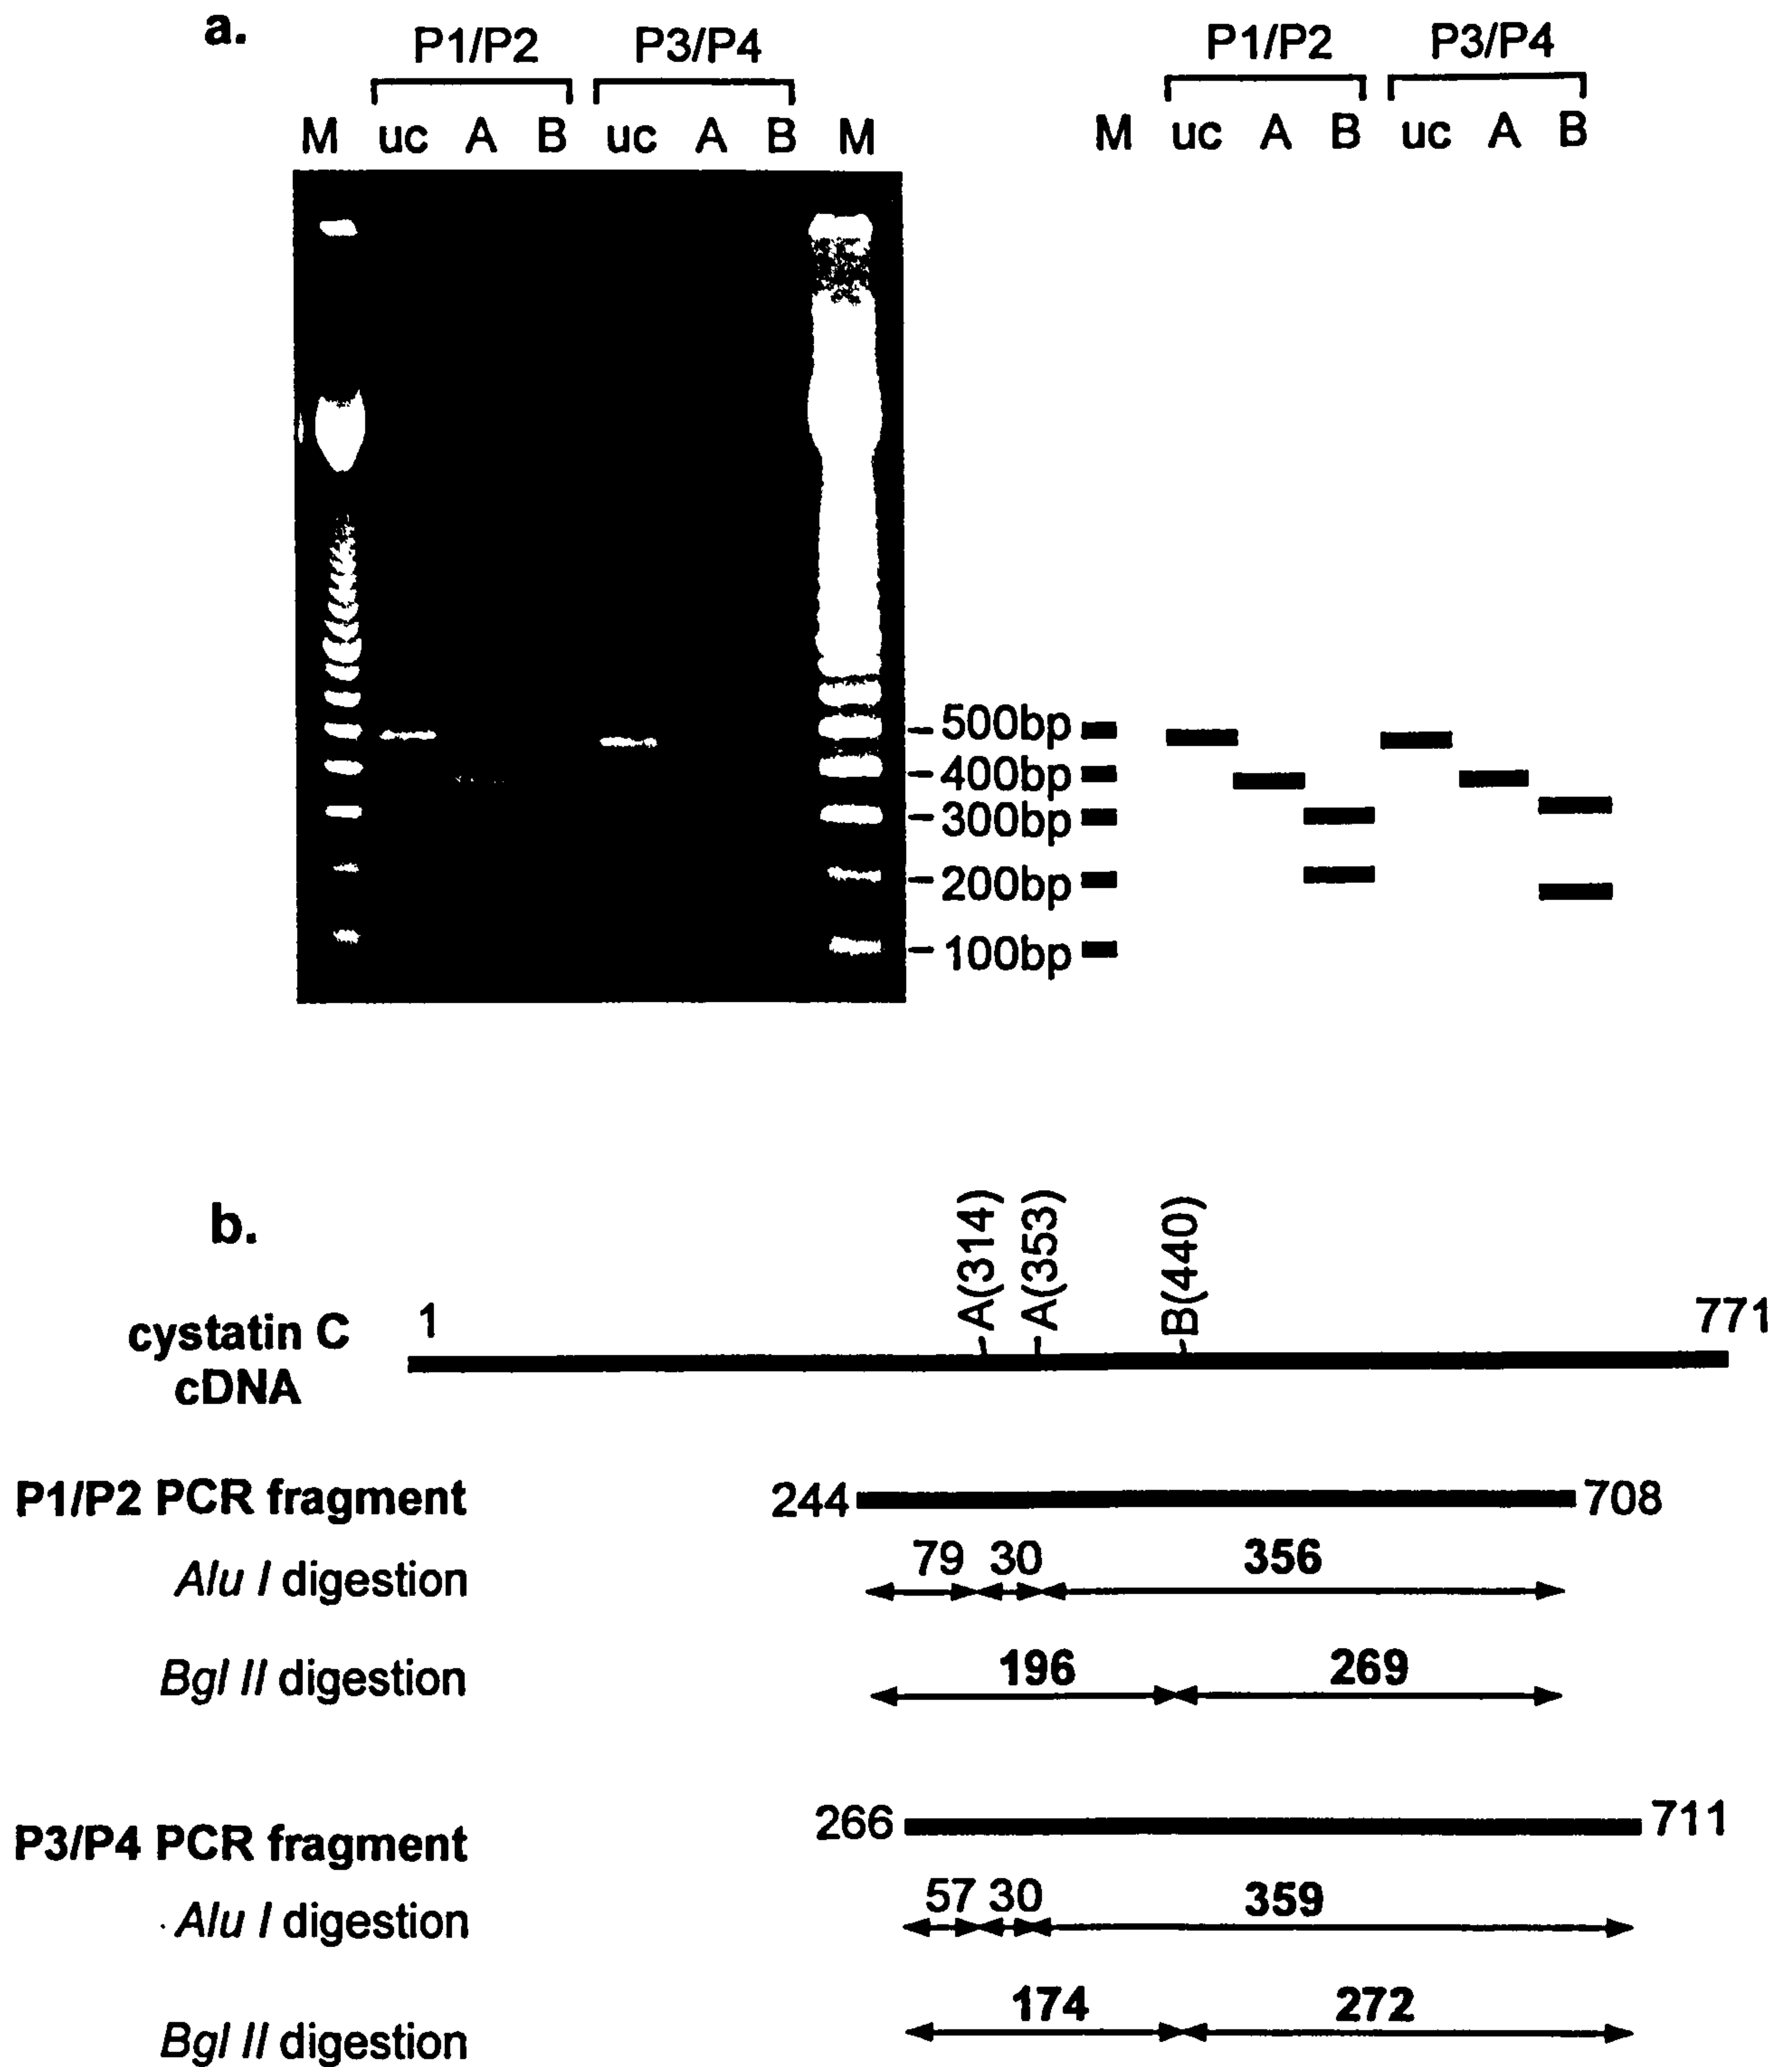 a.
P1/P2 P3/P4 P1/P2 P3/P4
M uc A B uc A B M M uc A B uc A B
500bp
400bp
300bp
200bp
100bp
b.
A(314) A(353) B(440)
cystatin C cDNA 1 771
P1/P2 PCR fragment 244 708
79 30 356
Alu I digestion
196 269
Bgl II digestion
P3/P4 PCR fragment 266 711
57 30 359
Alu I digestion
174 272
Bgl II digestion